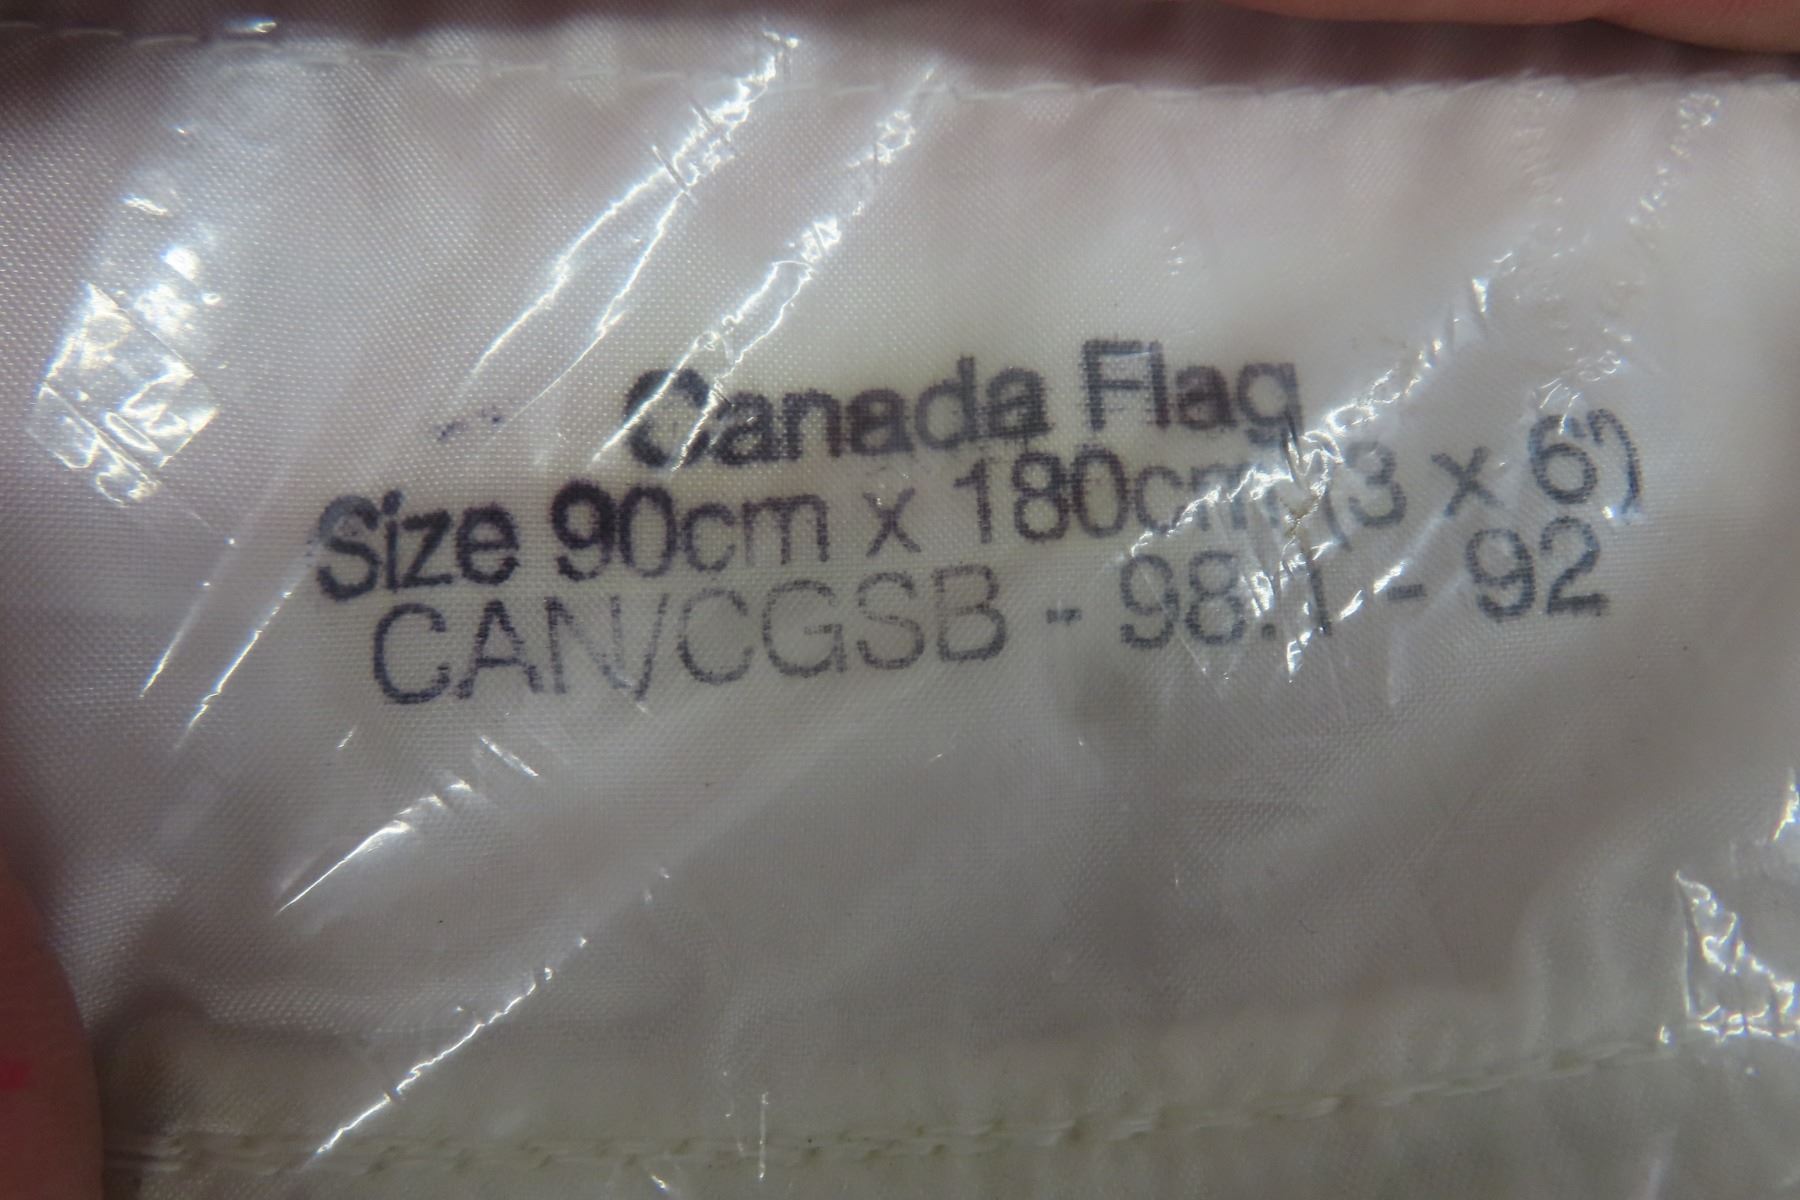 Canada Flag
Size 90cm x 180cm (3 x 6')
CAN/CGSB - 98.1 - 92